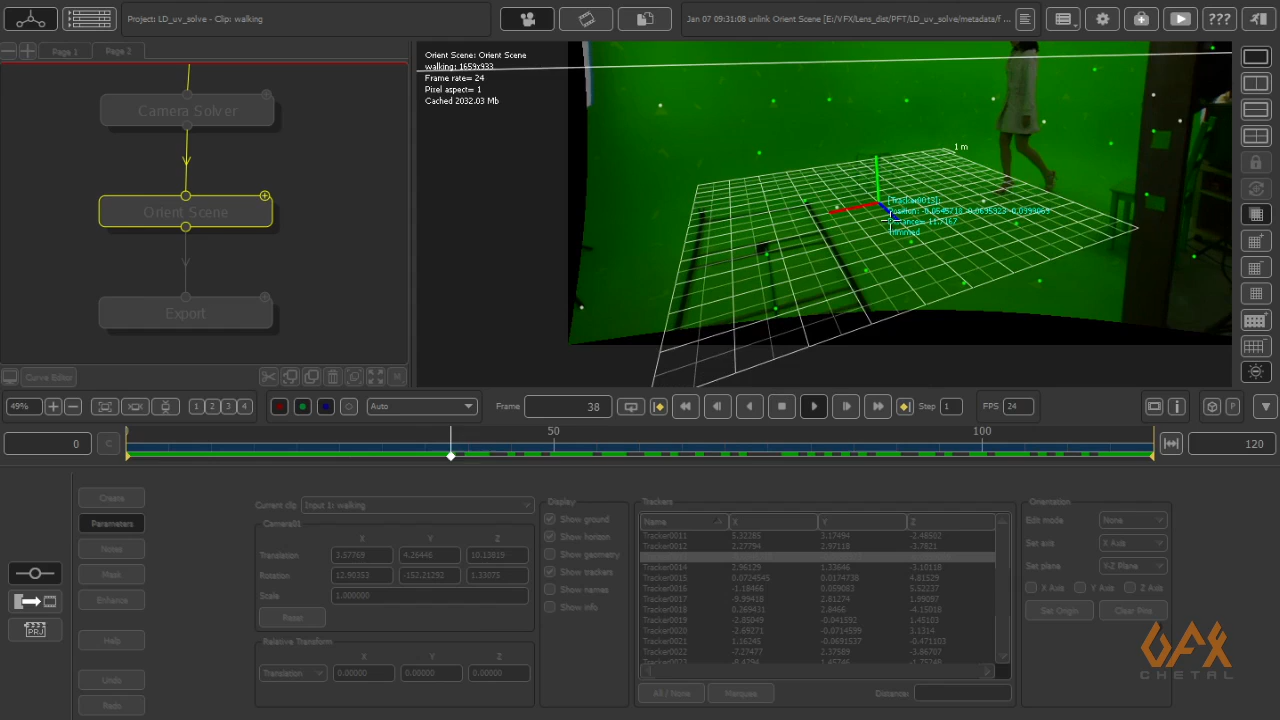 Project: LD_uv_solve - Clip: walking
Jan 07 09:31:08 unlink Orient Scene [E:/VFX/Lens_dist/PFT/LD_uv_solve/metadata/f ...
???
Page 1
Page 2
Camera Solver
Orient Scene
Export
Curve Editor
M
Orient Scene: Orient Scene
walking: 1659x933
Frame rate= 24
Pixel aspect= 1
Cached 2032.03 Mb
1 m
[Tracker0013]:
Distance= 11.7467
Trimmed
49%
1
2
3
4
Auto
Frame
38
Step
1
FPS
24
P
0
C
0
50
100
120
Create
Parameters
Notes
Mask
Enhance
Help
Undo
Redo
PRJ
Current clip
Input 1: walking
Camera01
X
Y
Z
Translation
3.57769
4.26446
10.13819
Rotation
12.90353
-152.21292
1.33075
Scale
1.000000
Reset
Relative Transform
X
Y
Z
Translation
0.00000
0.00000
0.00000
Display
Show ground
Show horizon
Show geometry
Show trackers
Show names
Show info
Trackers
Name X Y Z
Tracker0011 5.32285 3.17494 -2.46502
Tracker0012 2.27794 2.97118 -3.7821
Tracker0014 2.96129 1.33646 -3.10118
Tracker0015 0.0724545 0.0174738 4.81529
Tracker0016 -1.18466 0.059063 5.52237
Tracker0017 -9.99418 2.81274 1.99087
Tracker0018 0.369431 2.8466 -4.15018
Tracker0019 -2.85049 -0.041592 1.45103
Tracker0020 -2.69271 -0.0714599 3.1314
Tracker0021 1.16245 -0.0691537 -0.471103
Tracker0022 -7.27477 2.37589 -3.86707
All / None
Marquee
Distance:
Orientation
Edit mode
None
Set axis
X Axis
Set plane
Y-Z Plane
X Axis
Y Axis
Z Axis
Set Origin
Clear Pins
VFX
CHETAL